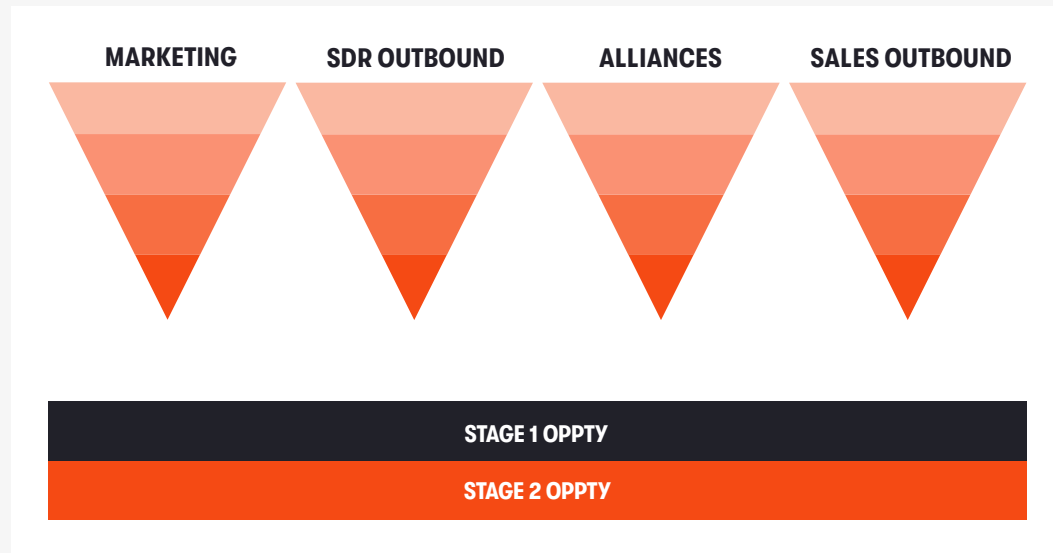 MARKETING
SDR OUTBOUND
ALLIANCES
SALES OUTBOUND
STAGE 1 OPPTY
STAGE 2 OPPTY